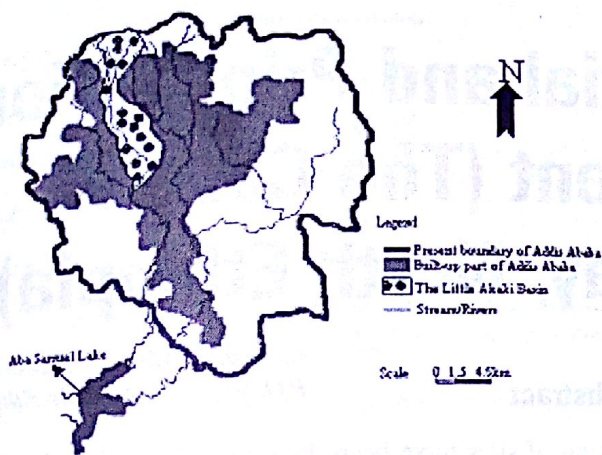 N
Legend
Present boundary of Addis Ababa
Built-up part of Addis Ababa
The Little Akaki Basin
Stream/Rivers
Aba Samuel Lake
Scale 0 1.5 4.5km